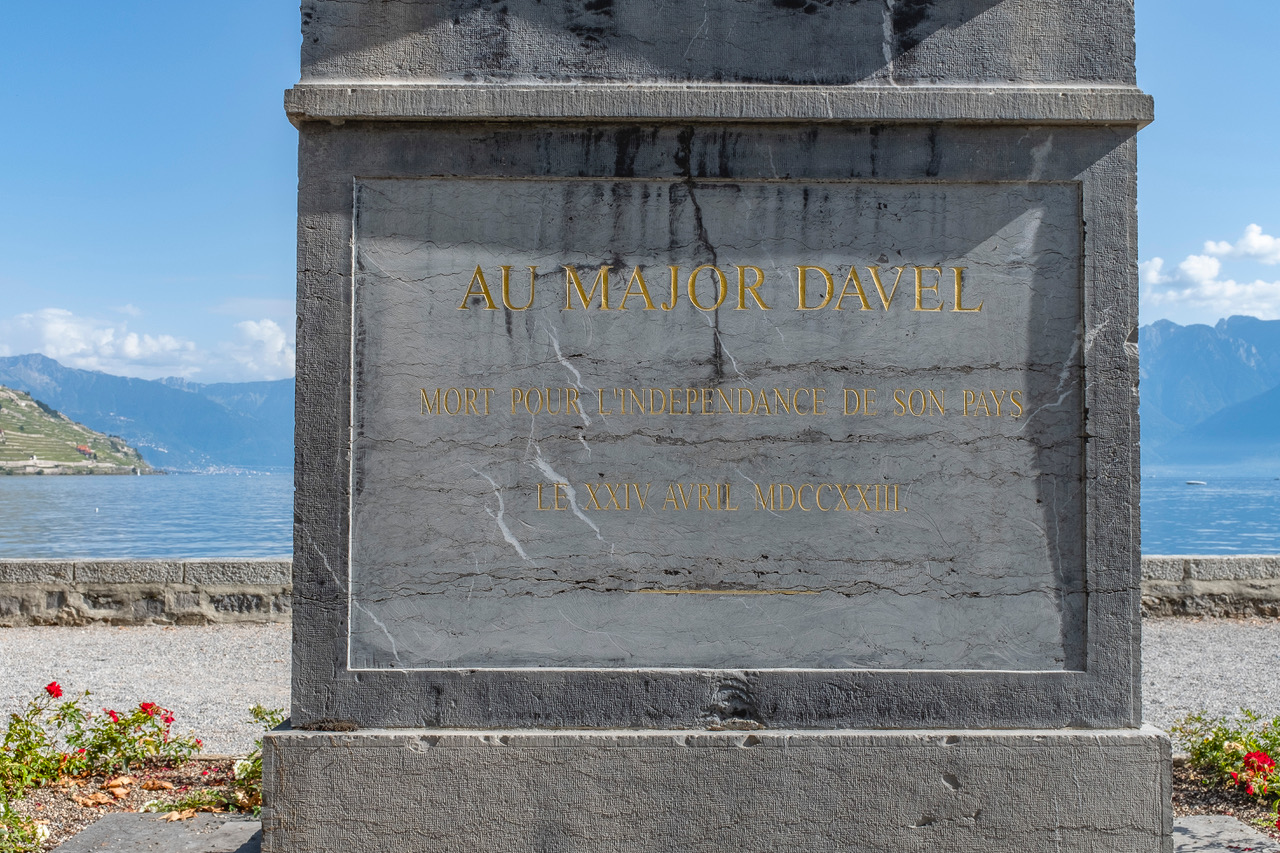 AU MAJOR DAVEL
MORT POUR L'INDEPENDANCE DE SON PAYS
LE XXIV AVRIL MDCCXXIII.